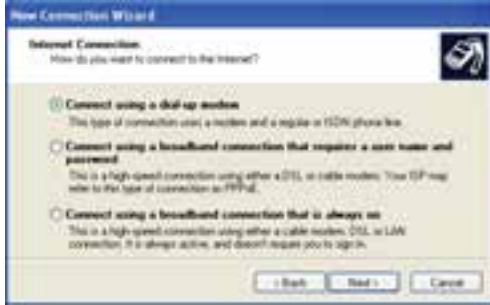 New Connection Wizard
Internet Connection
How do you want to connect to the Internet?
Connect using a dial-up modem
This type of connection uses a modem and a regular or ISDN phone line.
Connect using a broadband connection that requires a user name and
password
This is a high-speed connection using either a DSL or cable modem. Your ISP may
refer to this type of connection as PPPoE.
Connect using a broadband connection that is always on
This is a high-speed connection using either a cable modem, DSL or LAN
connection. It is always active, and doesn't require you to sign in.
< Back
Next >
Cancel